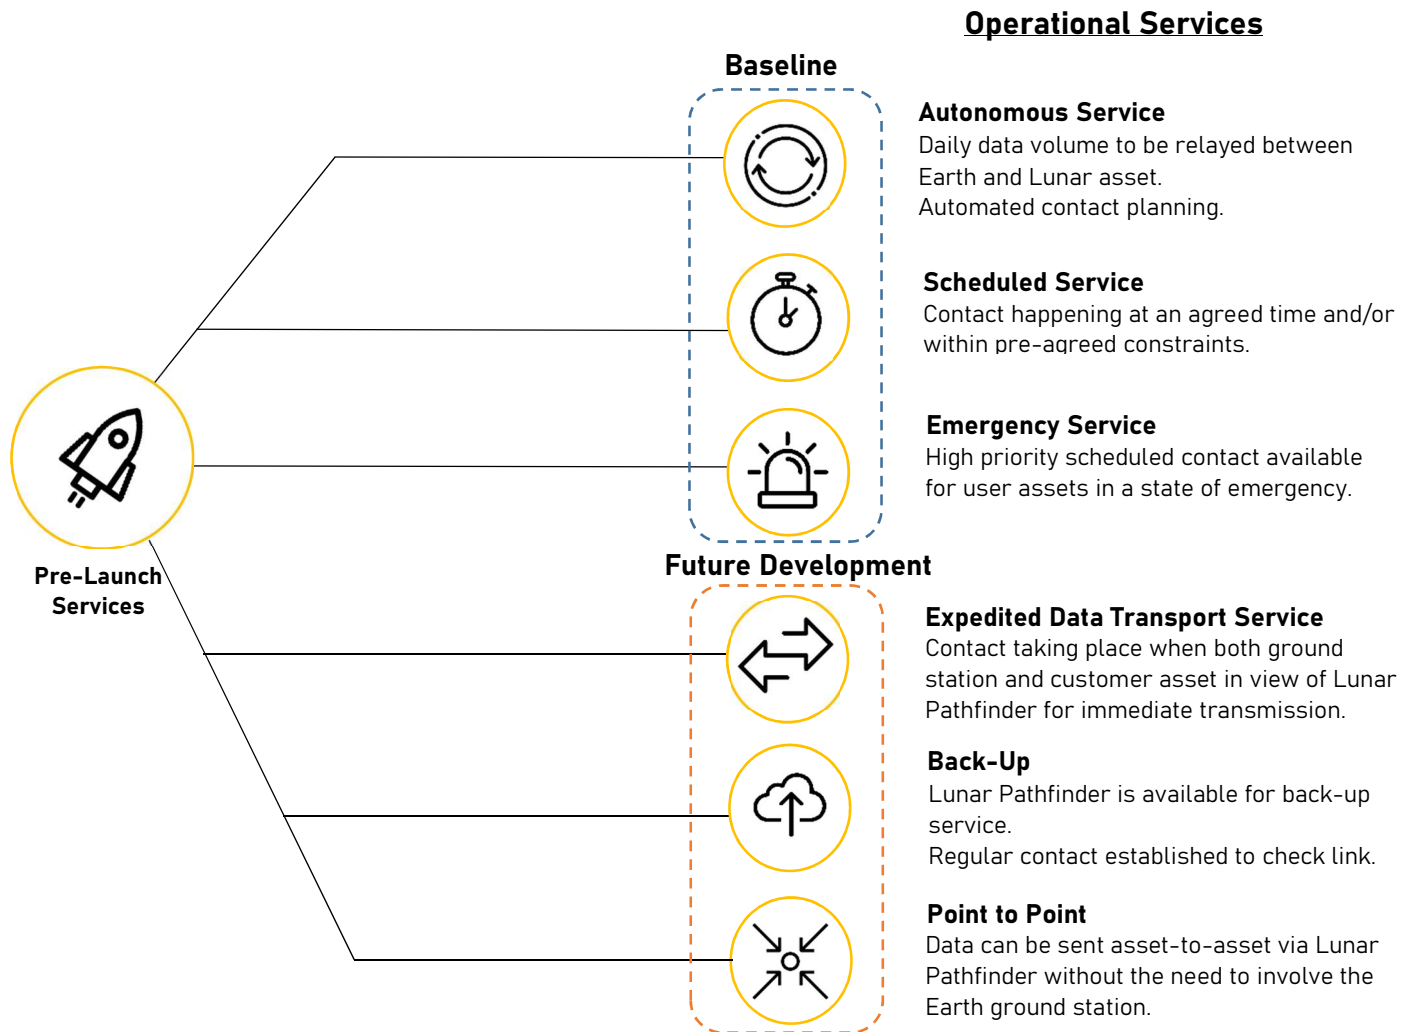 Operational Services
Baseline
Autonomous Service
Daily data volume to be relayed between
Earth and Lunar asset.
Automated contact planning.
Scheduled Service
Contact happening at an agreed time and/or
within pre-agreed constraints.
Emergency Service
High priority scheduled contact available
for user assets in a state of emergency.
Pre-Launch
Services
Future Development
Expedited Data Transport Service
Contact taking place when both ground
station and customer asset in view of Lunar
Pathfinder for immediate transmission.
Back-Up
Lunar Pathfinder is available for back-up
service.
Regular contact established to check link.
Point to Point
Data can be sent asset-to-asset via Lunar
Pathfinder without the need to involve the
Earth ground station.